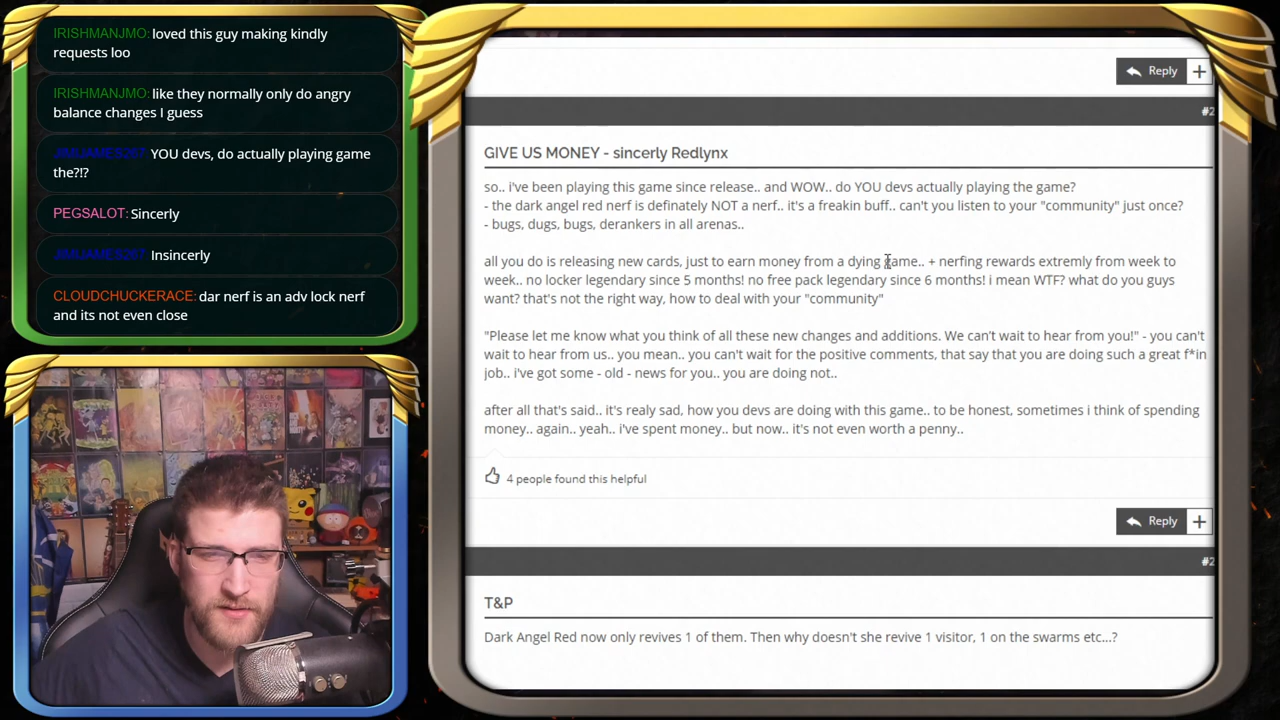 IRISHMANJMO: loved this guy making kindly
requests loo
IRISHMANJMO: like they normally only do angry
balance changes I guess
JIMIJAMES267: YOU devs, do actually playing game
the?!?
PEGSALOT: Sincerly
JIMIJAMES267: Insincerly
CLOUDCHUCKERACE: dar nerf is an adv lock nerf
and its not even close
Reply +
#2
GIVE US MONEY - sincerly Redlynx
so.. i've been playing this game since release.. and WOW.. do YOU devs actually playing the game?
- the dark angel red nerf is definately NOT a nerf.. it's a freakin buff.. can't you listen to your "community" just once?
- bugs, dugs, bugs, derankers in all arenas..
all you do is releasing new cards, just to earn money from a dying game.. + nerfing rewards extremly from week to
week.. no locker legendary since 5 months! no free pack legendary since 6 months! i mean WTF? what do you guys
want? that's not the right way, how to deal with your "community"
"Please let me know what you think of all these new changes and additions. We can't wait to hear from you!" - you can't
wait to hear from us.. you mean.. you can't wait for the positive comments, that say that you are doing such a great f*in
job.. i've got some - old - news for you.. you are doing not..
after all that's said.. it's realy sad, how you devs are doing with this game.. to be honest, sometimes i think of spending
money.. again.. yeah.. i've spent money.. but now.. it's not even worth a penny..
4 people found this helpful
Reply +
#2
T&P
Dark Angel Red now only revives 1 of them. Then why doesn't she revive 1 visitor, 1 on the swarms etc...?